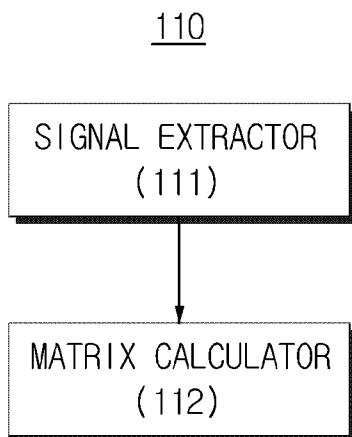 110
SIGNAL EXTRACTOR
(111)
MATRIX CALCULATOR
(112)